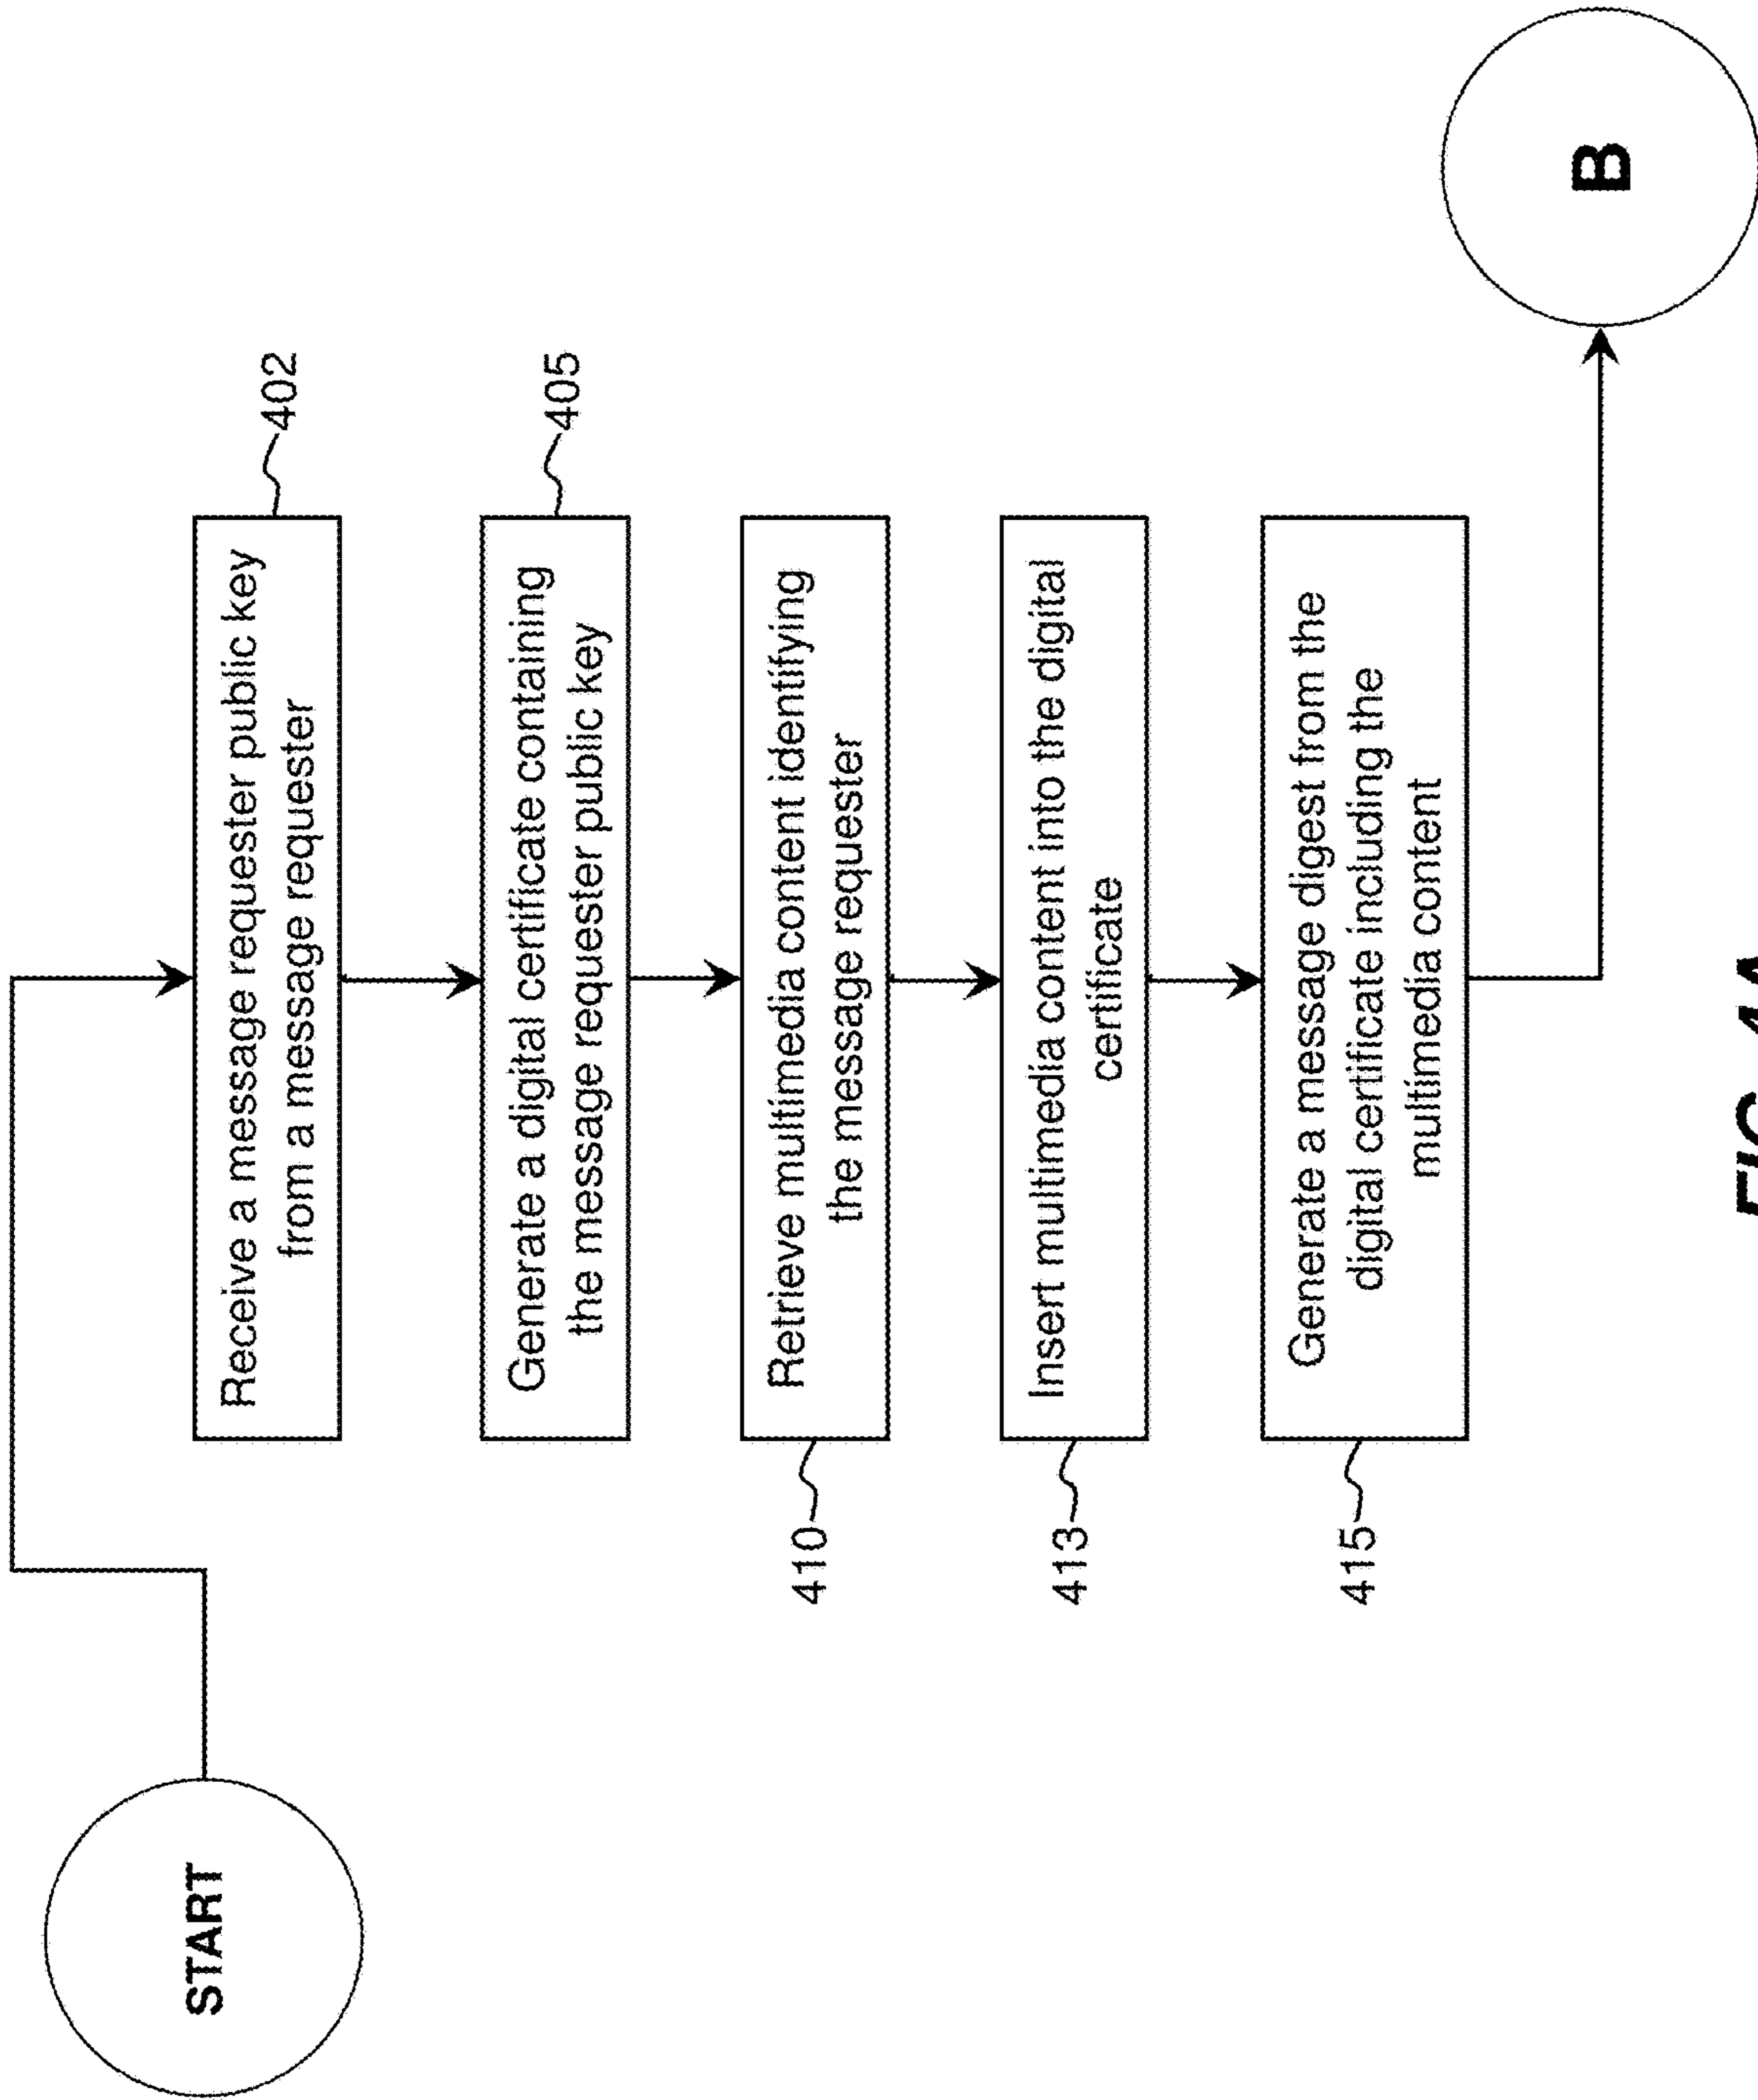 START
Receive a message requester public key
from a message requester
402
Generate a digital certificate containing
the message requester public key
405
410
Retrieve multimedia content identifying
the message requester
413
Insert multimedia content into the digital
certificate
415
Generate a message digest from the
digital certificate including the
multimedia content
B
FIG. 4A